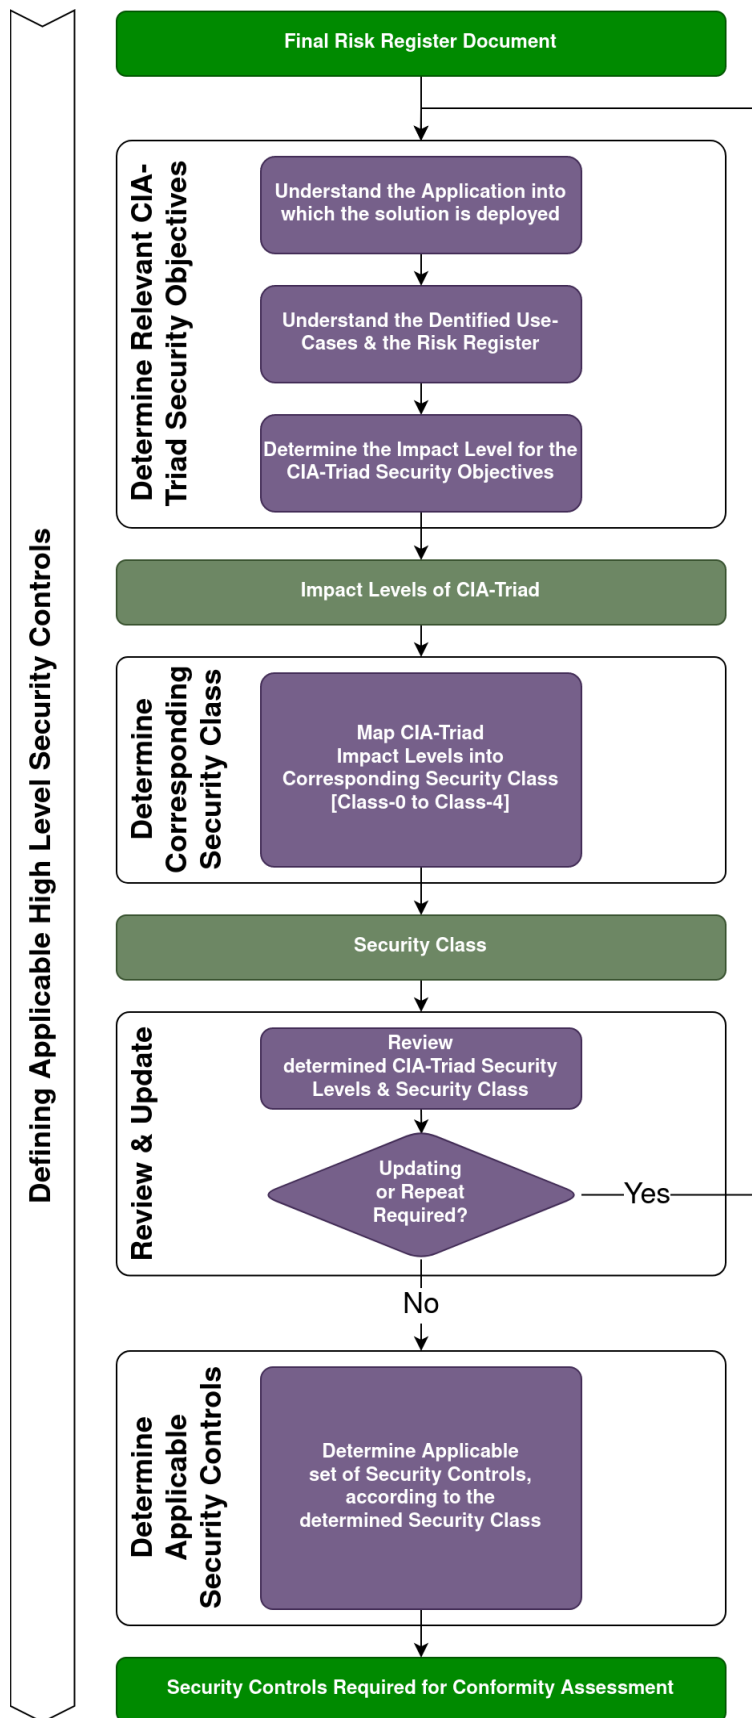 Defining Applicable High Level Security Controls
Final Risk Register Document
Determine Relevant CIA-
Triad Security Objectives
Understand the Application into
which the solution is deployed
Understand the Dentified Use-
Cases & the Risk Register
Determine the Impact Level for the
CIA-Triad Security Objectives
Impact Levels of CIA-Triad
Determine
Corresponding
Security Class
Map CIA-Triad
Impact Levels into
Corresponding Security Class
[Class-0 to Class-4]
Security Class
Review & Update
Review
determined CIA-Triad Security
Levels & Security Class
Updating
or Repeat
Required?
Yes
No
Determine
Applicable
Security Controls
Determine Applicable
set of Security Controls,
according to the
determined Security Class
Security Controls Required for Conformity Assessment